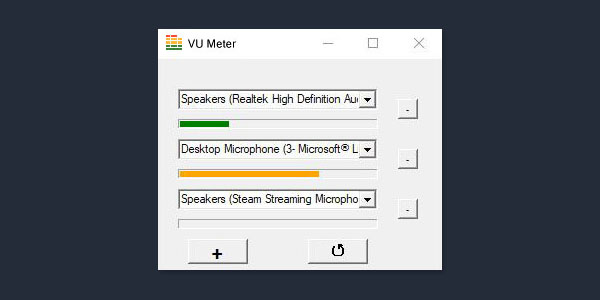 VU Meter
Speakers (Realtek High Definition Au
-
Desktop Microphone (3- Microsoft® L
-
Speakers (Steam Streaming Micropho
-
+